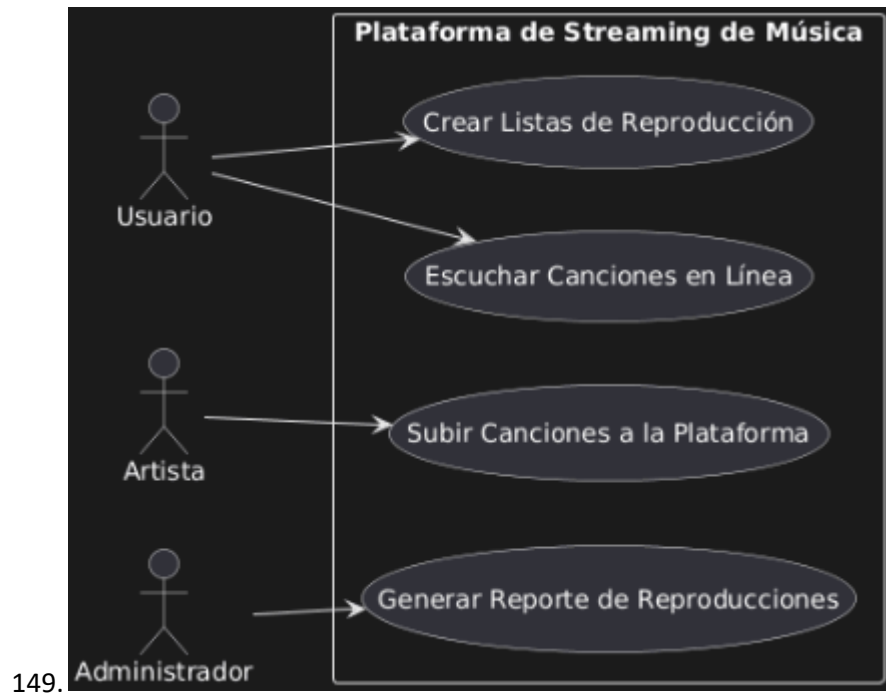 Plataforma de Streaming de Música
Crear Listas de Reproducción
Usuario
Escuchar Canciones en Línea
Subir Canciones a la Plataforma
Artista
Generar Reporte de Reproducciones
149.
Administrador